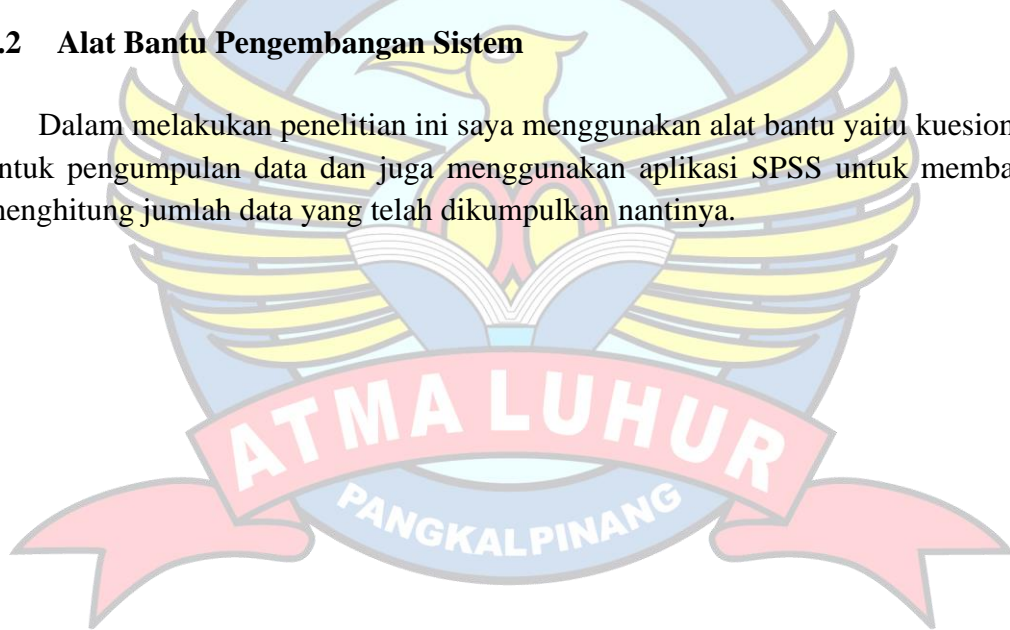 .2 Alat Bantu Pengembangan Sistem
Dalam melakukan penelitian ini saya menggunakan alat bantu yaitu kuesion
ntuk pengumpulan data dan juga menggunakan aplikasi SPSS untuk memba
nenghitung jumlah data yang telah dikumpulkan nantinya.
ATMA LUHUR
PANGKALPINANG